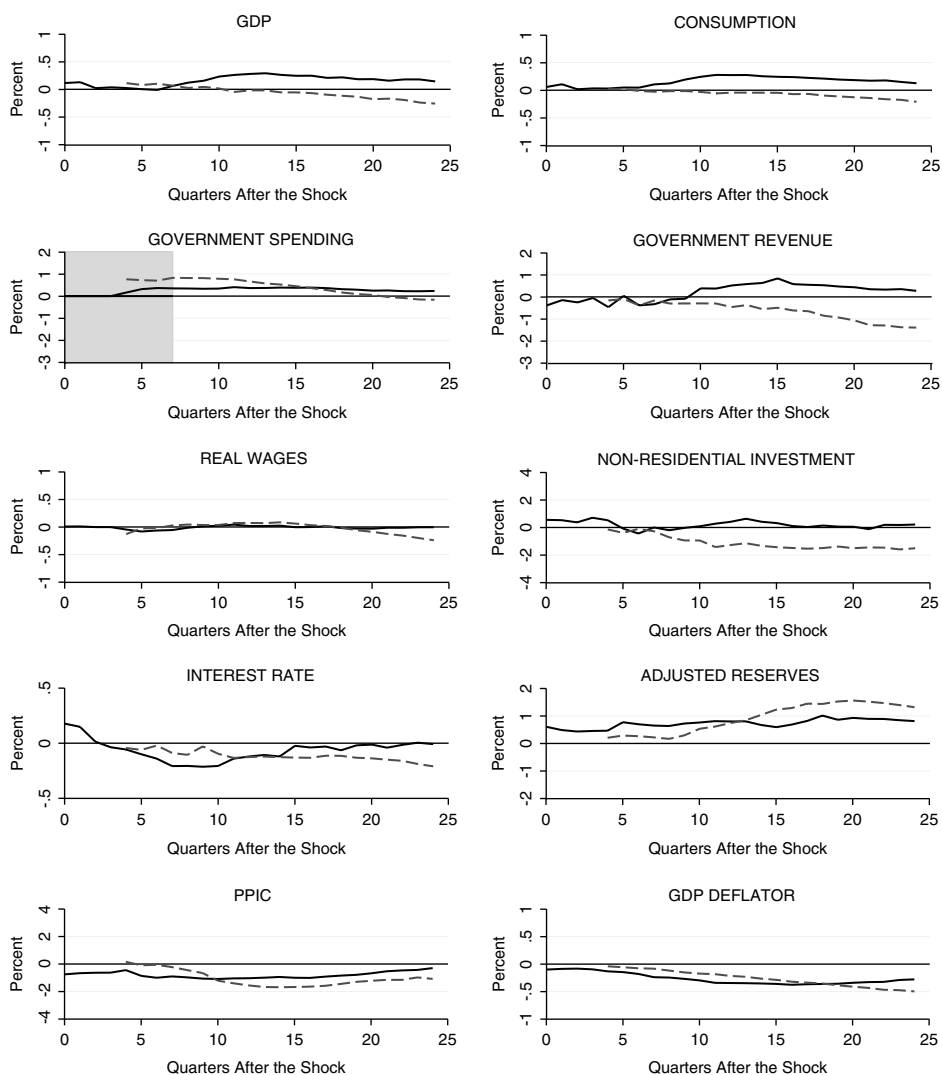 GDP
Percent
1
.5
0
-.5
-1
0 5 10 15 20 25
Quarters After the Shock
CONSUMPTION
Percent
1
.5
0
-.5
-1
0 5 10 15 20 25
Quarters After the Shock
GOVERNMENT SPENDING
Percent
2
1
0
-1
-2
-3
0 5 10 15 20 25
Quarters After the Shock
GOVERNMENT REVENUE
Percent
2
1
0
-1
-2
-3
0 5 10 15 20 25
Quarters After the Shock
REAL WAGES
Percent
1
.5
0
-.5
-1
0 5 10 15 20 25
Quarters After the Shock
NON-RESIDENTIAL INVESTMENT
Percent
4
2
0
-2
-4
0 5 10 15 20 25
Quarters After the Shock
INTEREST RATE
Percent
.5
0
-.5
0 5 10 15 20 25
Quarters After the Shock
ADJUSTED RESERVES
Percent
2
1
0
-1
-2
0 5 10 15 20 25
Quarters After the Shock
PPIC
Percent
4
2
0
-2
-4
0 5 10 15 20 25
Quarters After the Shock
GDP DEFLATOR
Percent
1
.5
0
-.5
-1
0 5 10 15 20 25
Quarters After the Shock